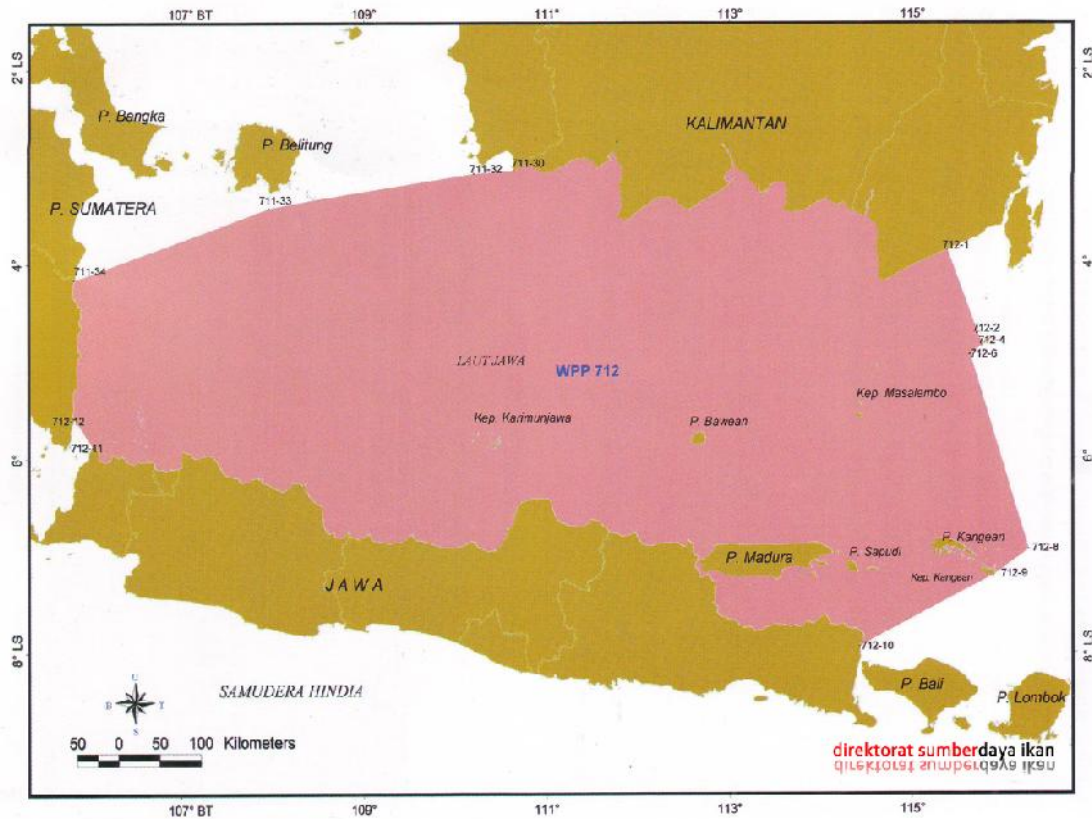 107° BT
109°
111°
113°
115°
2° LS
2° LS
P. Bengka
P. Belitung
KALIMANTAN
711-32
711-30
711-33
P. SUMATERA
712-1
4°
711-34
4°
712-2
712-4
712-6
LAUT JAWA
WPP 712
Kep. Masalembo
Kep. Karimunjawa
P. Bawean
712-12
712-11
6°
6°
P. Kangean
712-8
P. Madura
P. Sapudi
712-9
Kep. Kangean
JAWA
712-10
8° LS
8° LS
P. Bali
P. Lombok
U
B
T
S
SAMUDERA HINDIA
50 0 50 100 Kilometers
direktorat sumberdaya ikan
107° BT
109°
111°
113°
115°